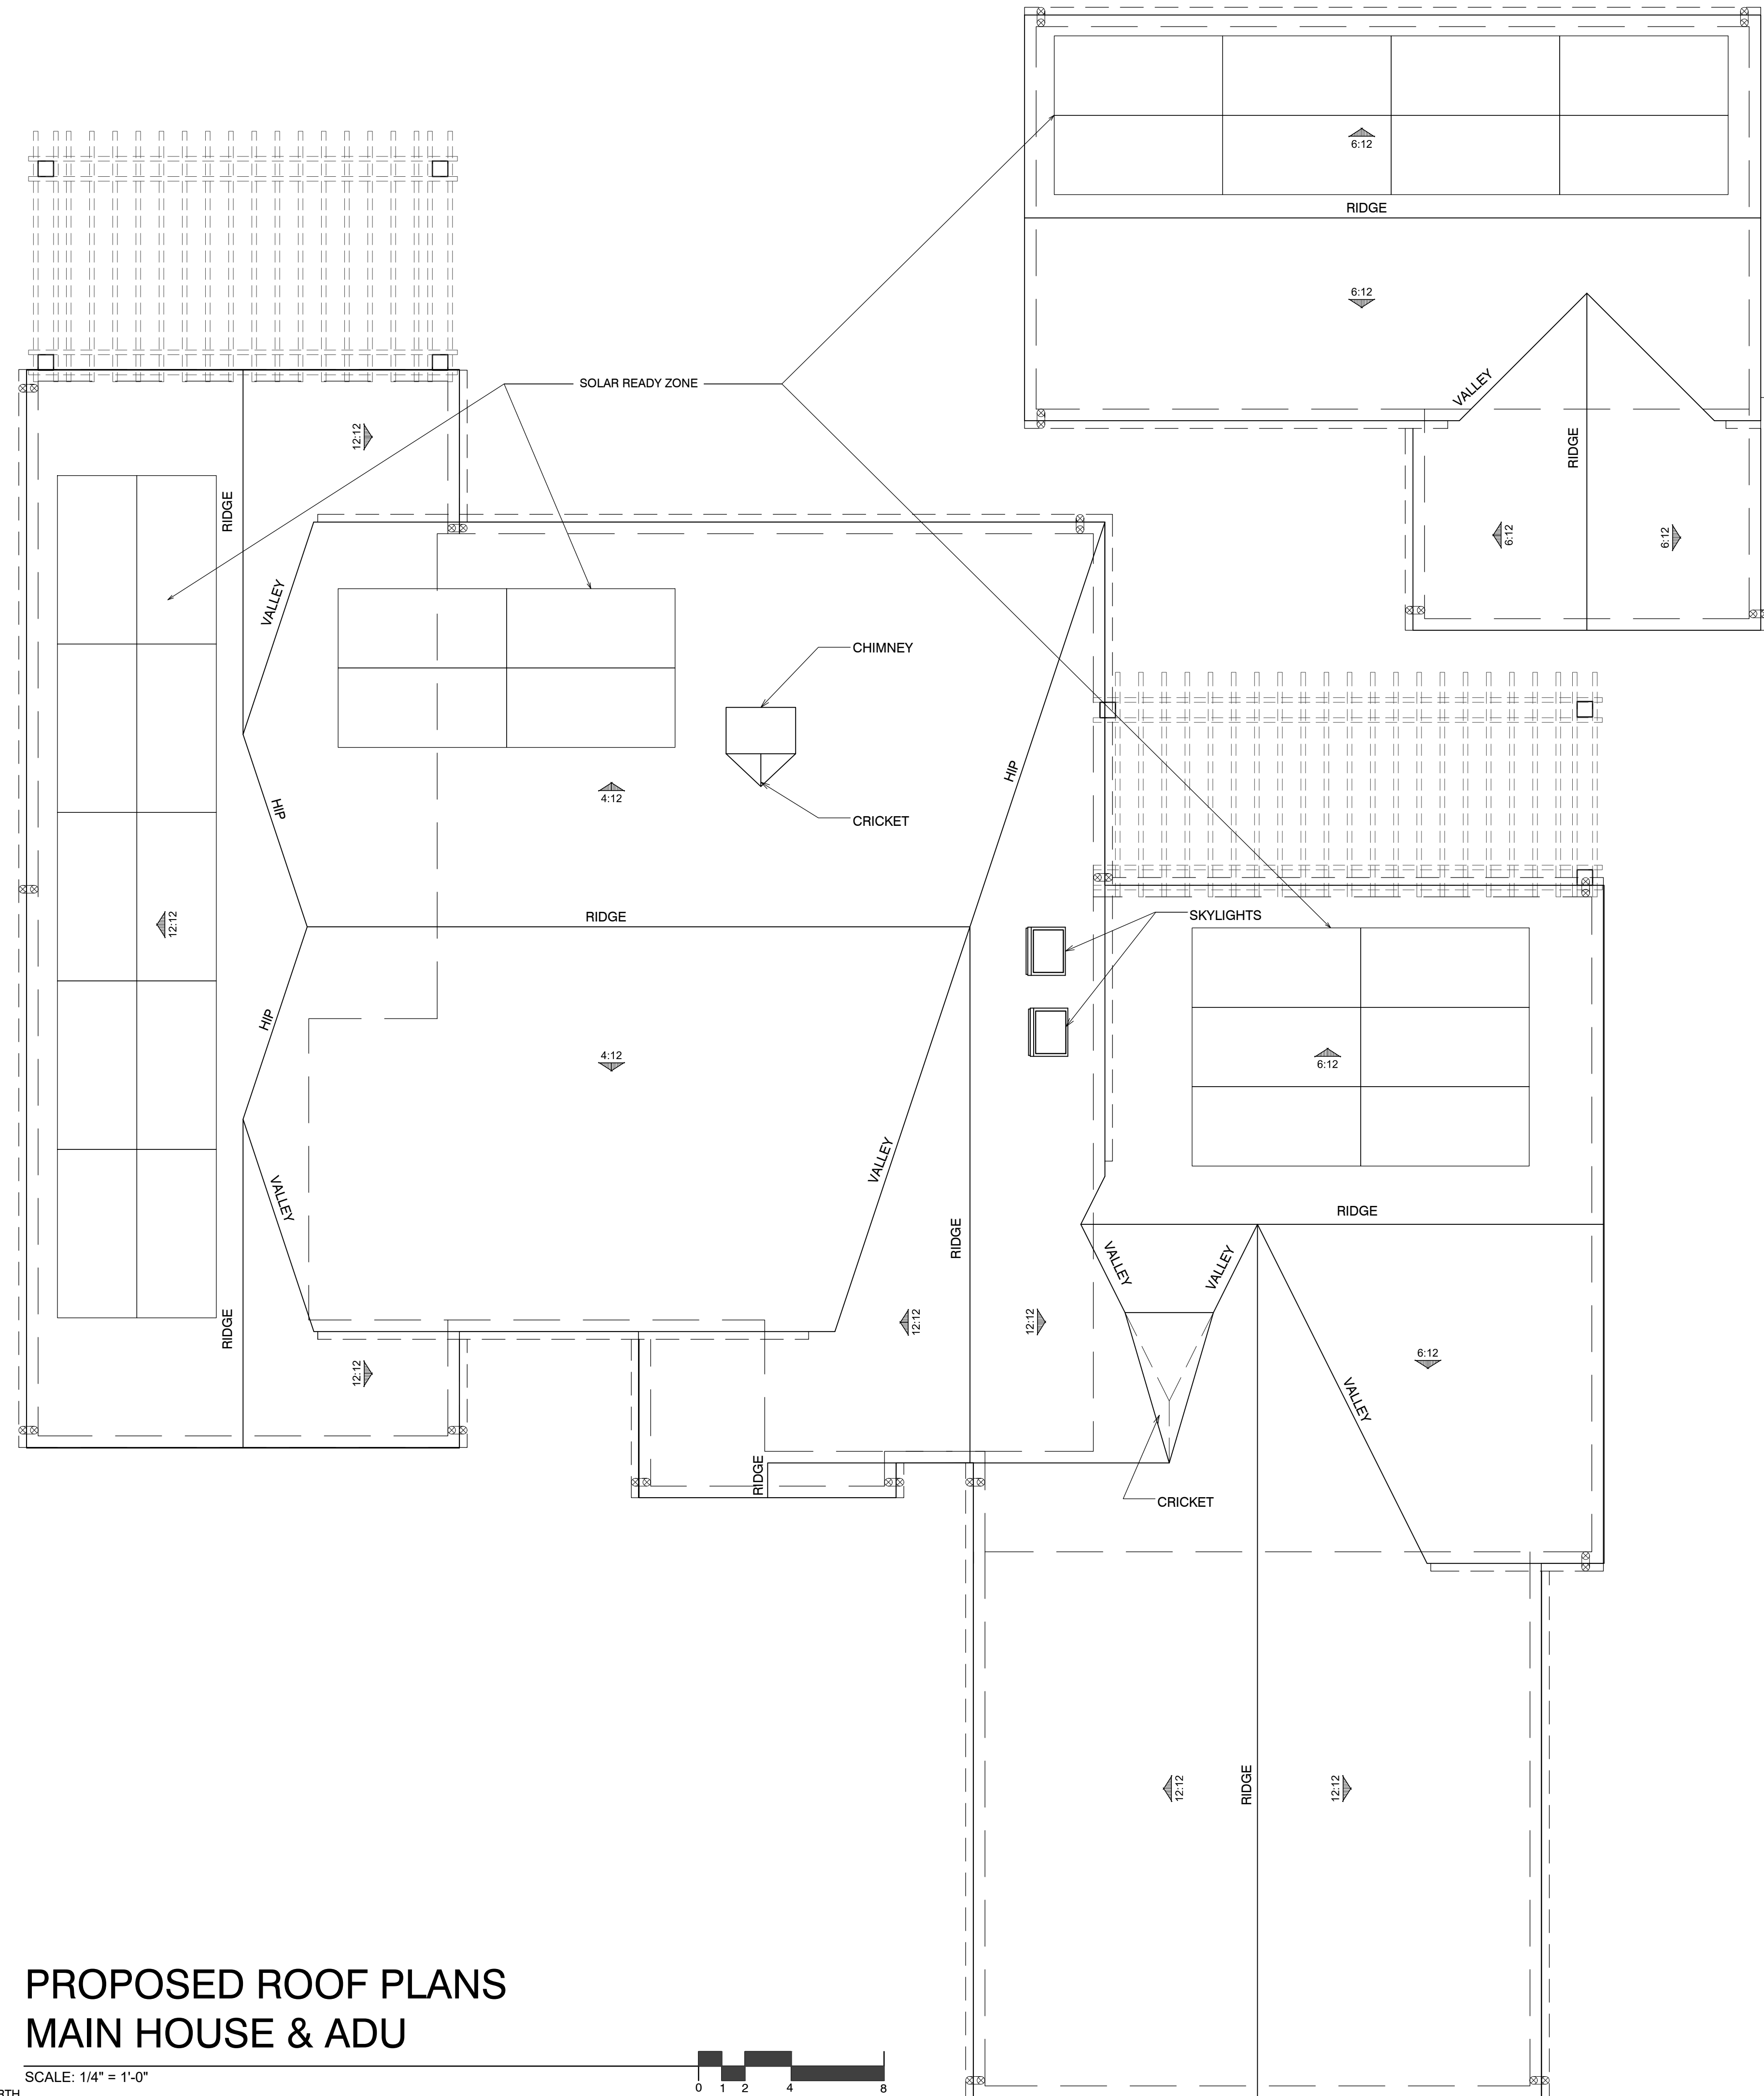 6:12
RIDGE
6:12
VALLEY
RIDGE
6:12
6:12
SOLAR READY ZONE
12:12
RIDGE
VALLEY
CHIMNEY
HIP
4:12
HIP
CRICKET
12:12
RIDGE
SKYLIGHTS
HIP
4:12
6:12
VALLEY
VALLEY
RIDGE
RIDGE
VALLEY
VALLEY
RIDGE
12:12
12:12
12:12
6:12
VALLEY
RIDGE
CRICKET
12:12
RIDGE
12:12
PROPOSED ROOF PLANS
MAIN HOUSE & ADU
SCALE: 1/4" = 1'-0"
0 1 2 4 8